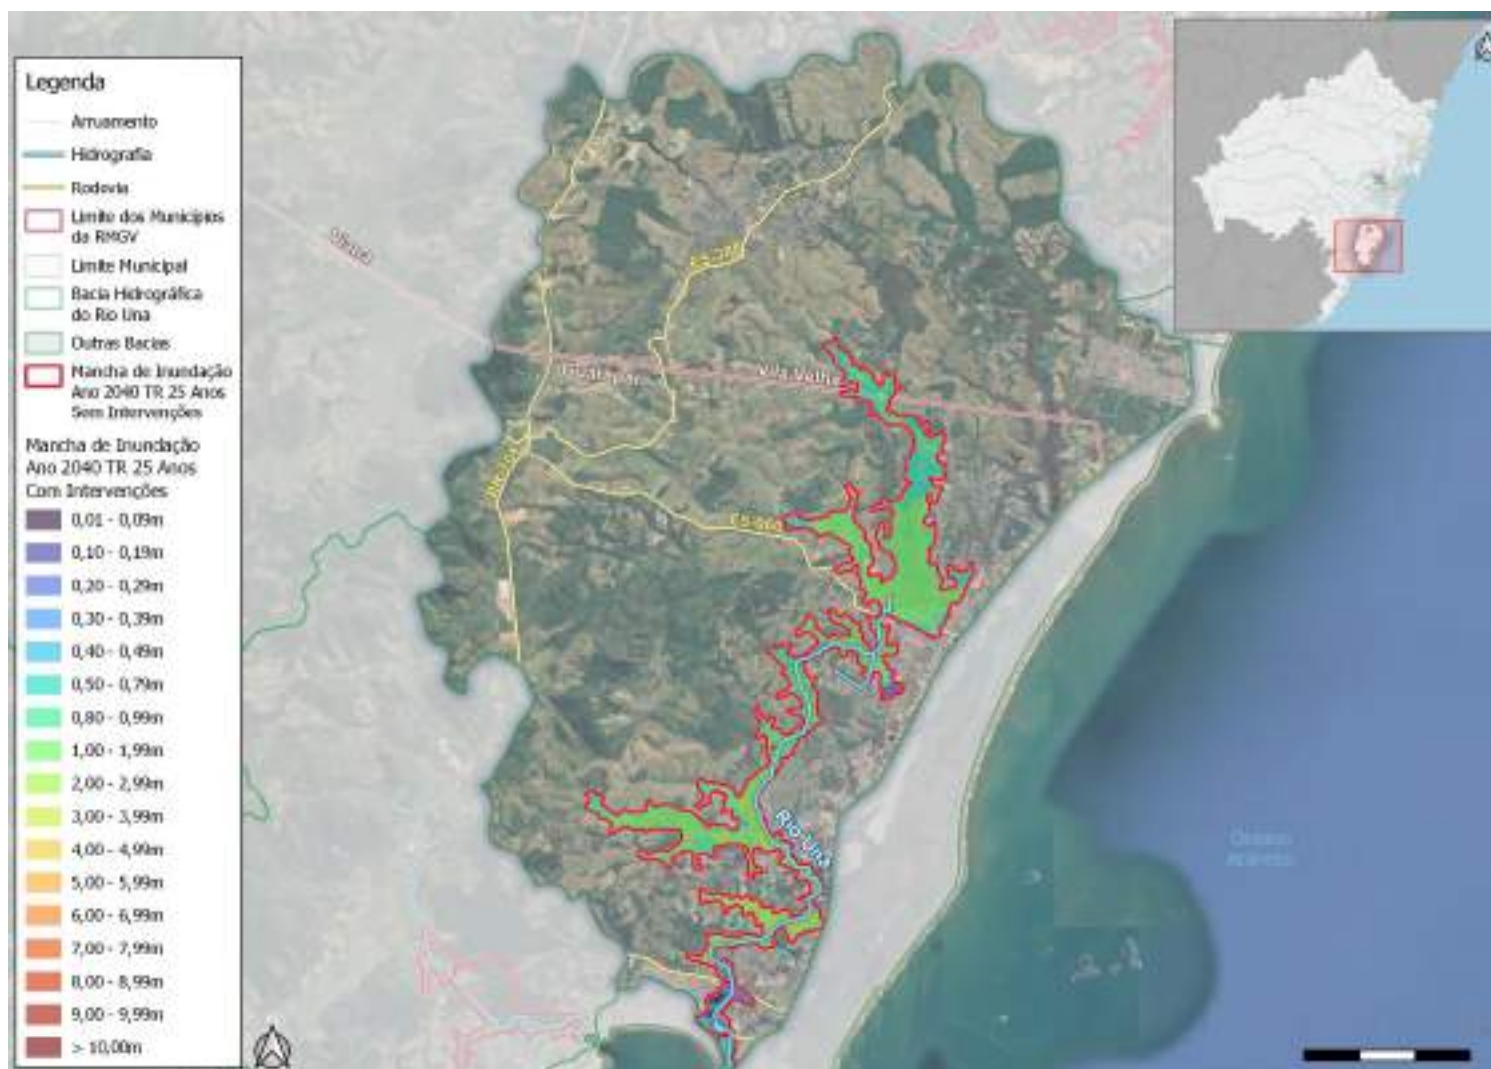 Legenda
Arruamento
Hidrografia
Rodovia
Limite dos Municípios
da RMGV
Limite Municipal
Bacia Hidrográfica
do Rio Una
Outras Bacias
Mancha de Inundação
Ano 2040 TR 25 Anos
Sem Intervenções
Mancha de Inundação
Ano 2040 TR 25 Anos
Com Intervenções
0,01 - 0,09m
0,10 - 0,19m
0,20 - 0,29m
0,30 - 0,39m
0,40 - 0,49m
0,50 - 0,79m
0,80 - 0,99m
1,00 - 1,99m
2,00 - 2,99m
3,00 - 3,99m
4,00 - 4,99m
5,00 - 5,99m
6,00 - 6,99m
7,00 - 7,99m
8,00 - 8,99m
9,00 - 9,99m
> 10,00m
Viana
Guarapari
Vila Velha
Rio Una
Oceano
Atlântico